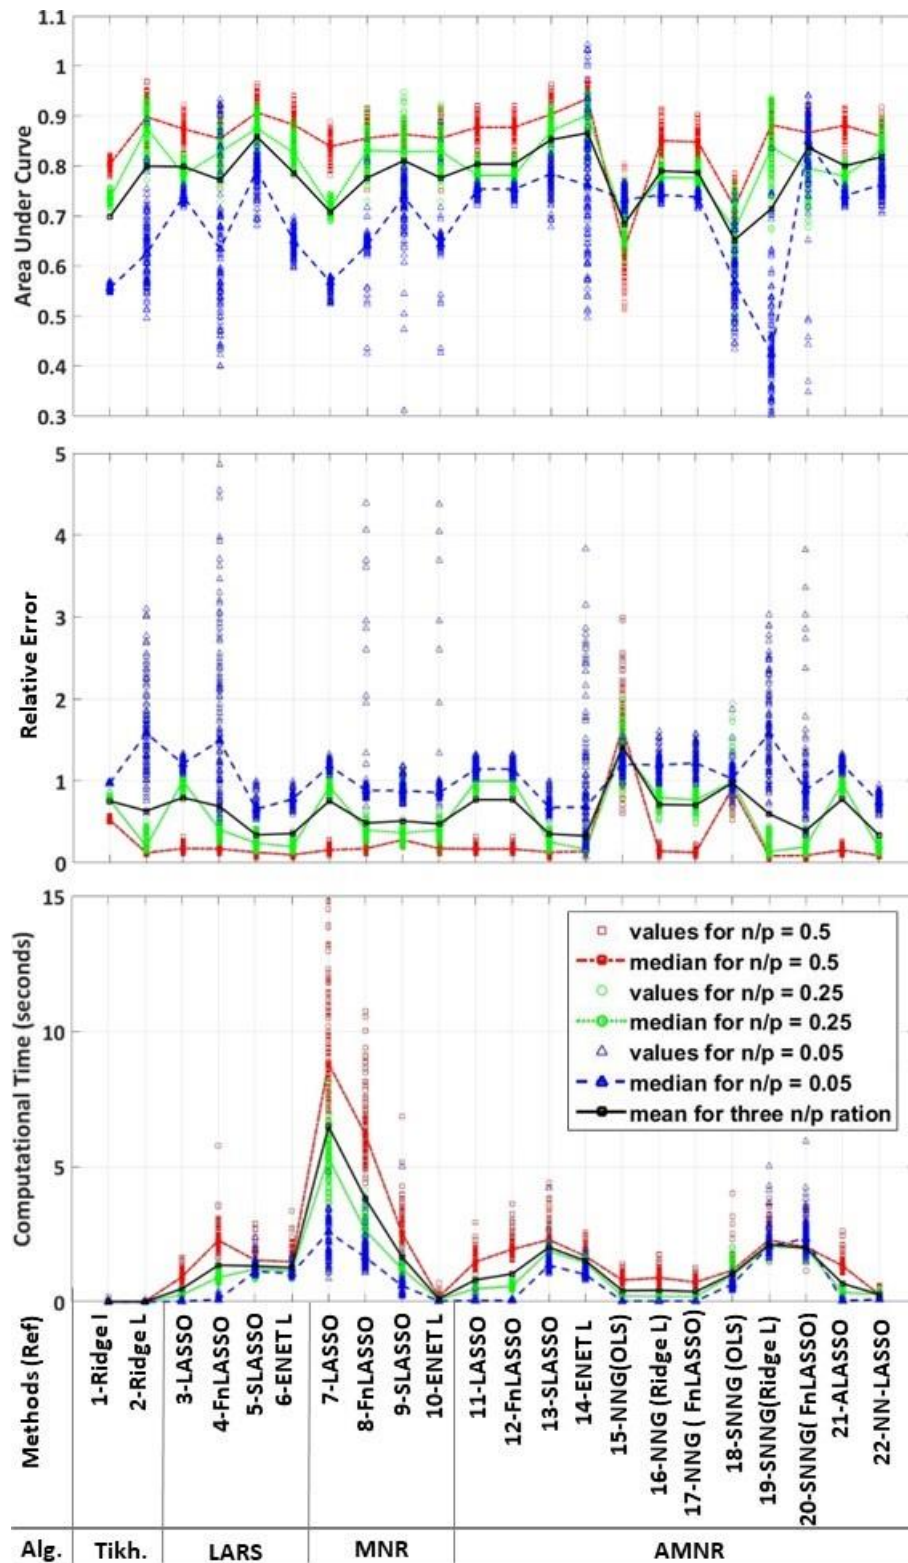 1.1
1
0.9
0.8
0.7
0.6
0.5
0.4
0.3
Area Under Curve
5
4
3
2
1
0
Relative Error
15
10
5
0
Computational Time (seconds)
values for n/p = 0.5
median for n/p = 0.5
values for n/p = 0.25
median for n/p = 0.25
values for n/p = 0.05
median for n/p = 0.05
mean for three n/p ration
Methods (Ref)
1-Ridge I
2-Ridge L
3-LASSO
4-FnLASSO
5-SLASSO
6-ENET L
7-LASSO
8-FnLASSO
9-SLASSO
10-ENET L
11-LASSO
12-FnLASSO
13-SLASSO
14-ENET L
15-NNG(OLS)
16-NNG (Ridge L)
17-NNG ( FnLASSO)
18-SNNG (OLS)
19-SNNG(Ridge L)
20-SNNG( FnLASSO)
21-ALASSO
22-NN-LASSO
Alg. Tikh. LARS MNR AMNR